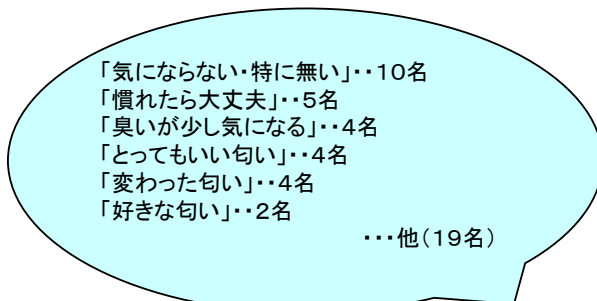 「気にならない・特に無い」・・１０名
「慣れたら大丈夫」・・５名
「臭いが少し気になる」・・４名
「とってもいい匂い」・・４名
「変わった匂い」・・４名
「好きな匂い」・・２名
・・・他（１９名）